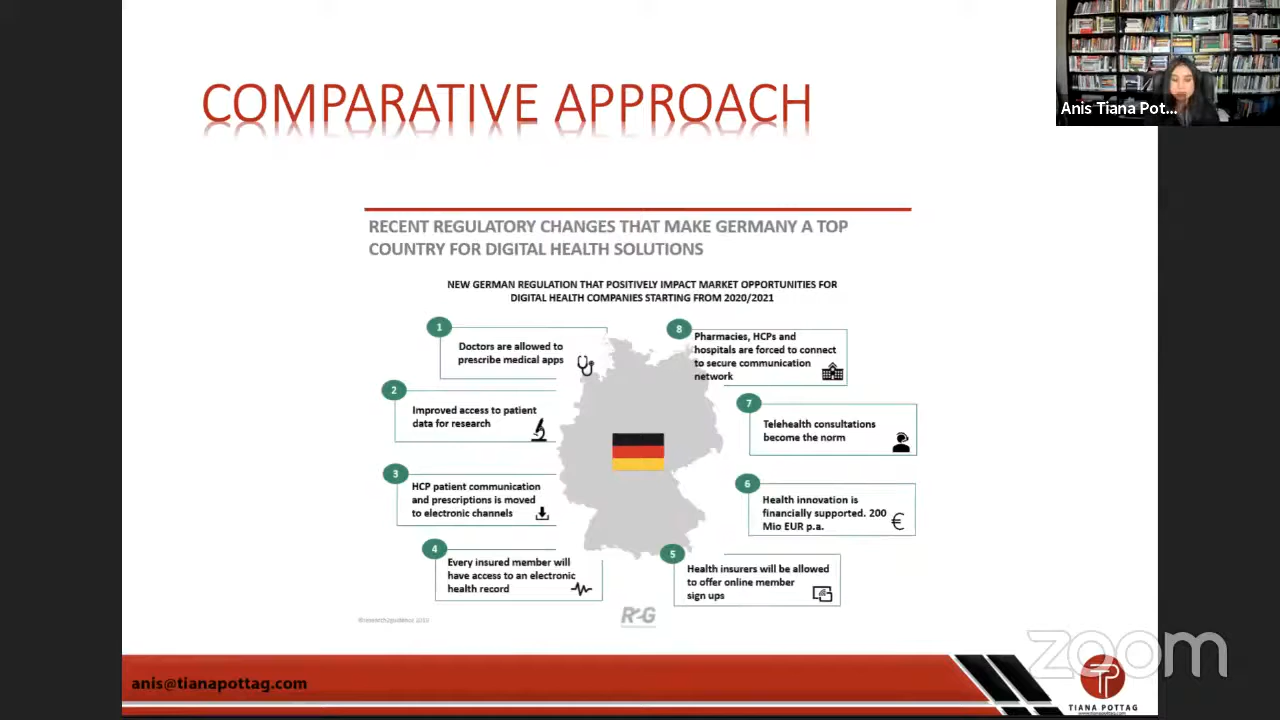 COMPARATIVE APPROACH
Anis Tiana Pot...
RECENT REGULATORY CHANGES THAT MAKE GERMANY A TOP
COUNTRY FOR DIGITAL HEALTH SOLUTIONS
NEW GERMAN REGULATION THAT POSITIVELY IMPACT MARKET OPPORTUNITIES FOR
DIGITAL HEALTH COMPANIES STARTING FROM 2020/2021
1
Doctors are allowed to
prescribe medical apps
2
Improved access to patient
data for research
3
HCP patient communication
and prescriptions is moved
to electronic channels
4
Every insured member will
have access to an electronic
health record
8
Pharmacies, HCPs and
hospitals are forced to connect
to secure communication
network
7
Telehealth consultations
become the norm
6
Health innovation is
financially supported. 200
Mio EUR p.a.
€
5
Health insurers will be allowed
to offer online member
sign ups
R2G
zoom
anis@tianapottag.com
TIANA POTTAG
www.tianapottag.com